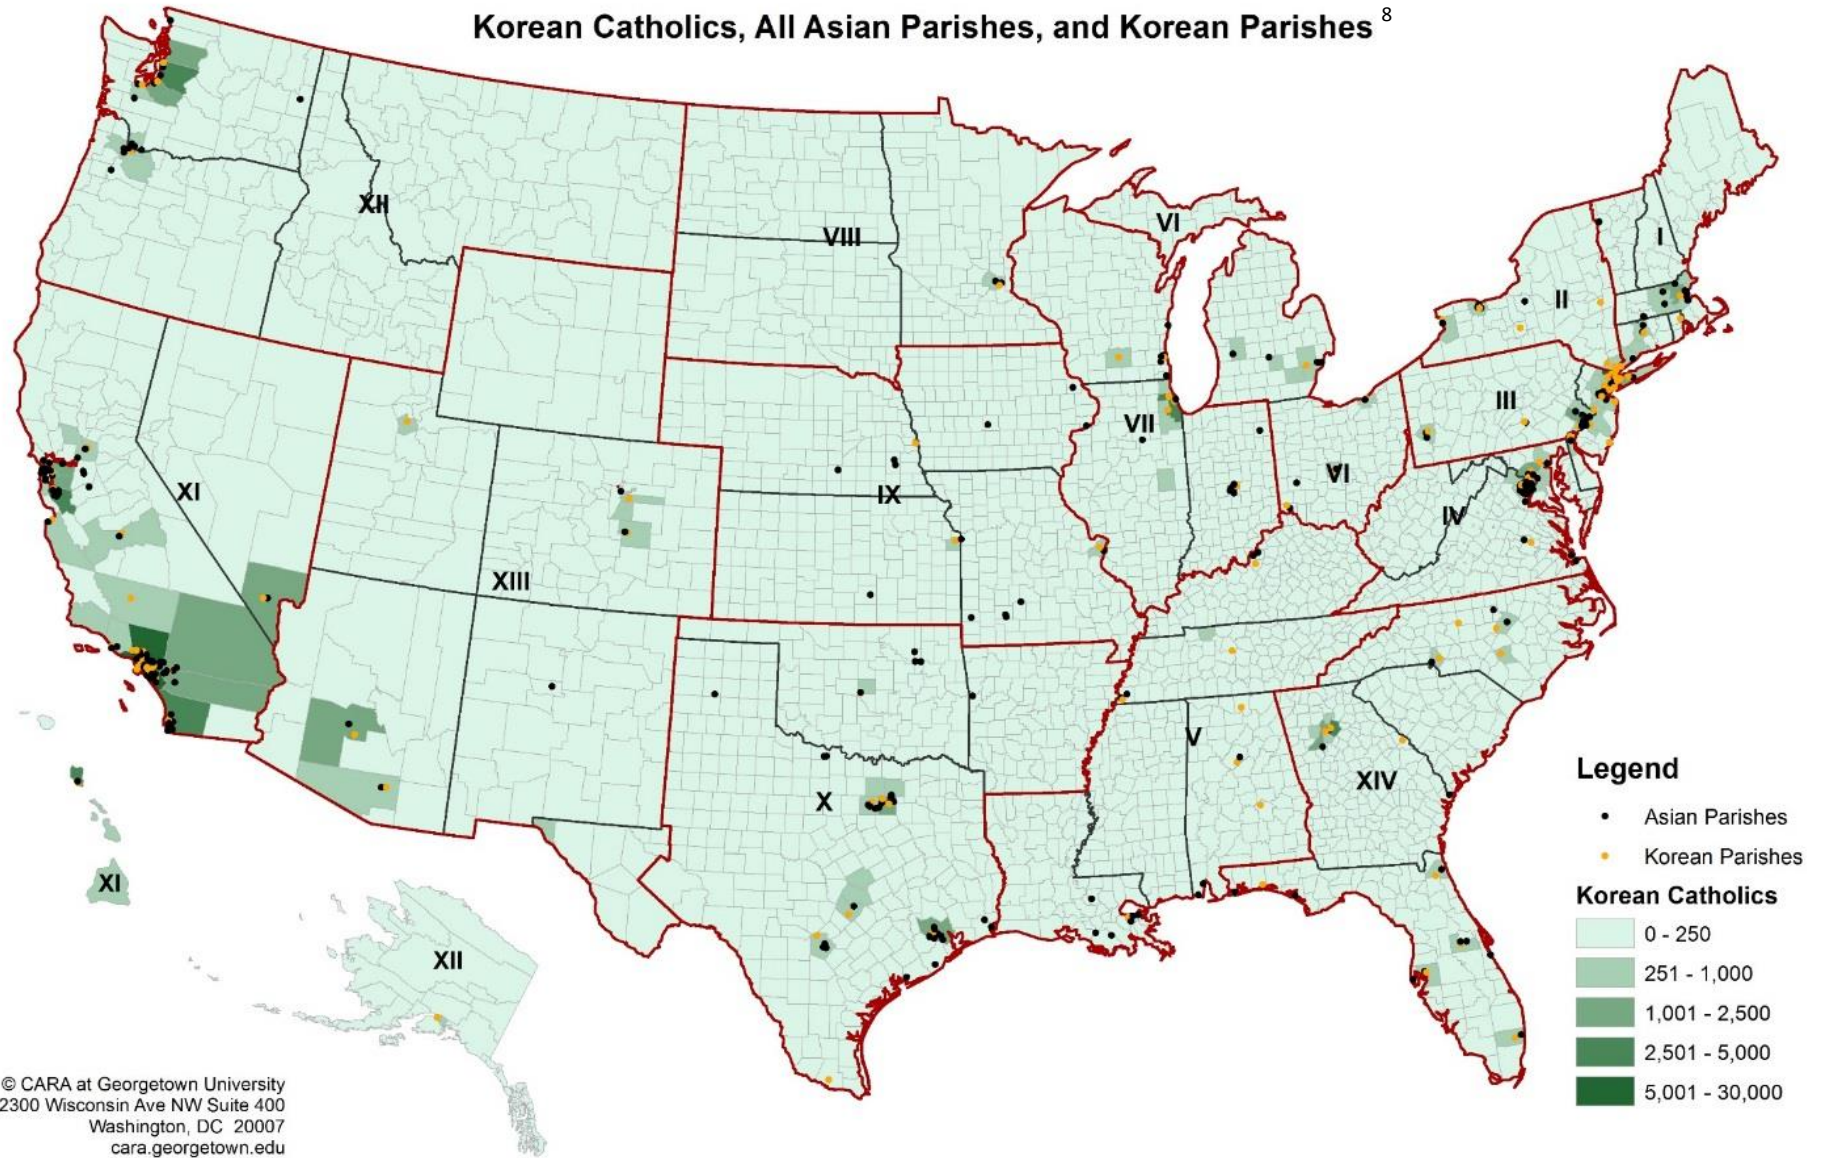 Korean Catholics, All Asian Parishes, and Korean Parishes 8
XII
VIII
VI
I
II
III
VII
VI
IV
XI
IX
XIII
V
X
XIV
XI
XII
Legend
Asian Parishes
Korean Parishes
Korean Catholics
0 - 250
251 - 1,000
1,001 - 2,500
2,501 - 5,000
5,001 - 30,000
© CARA at Georgetown University
2300 Wisconsin Ave NW Suite 400
Washington, DC 20007
cara.georgetown.edu